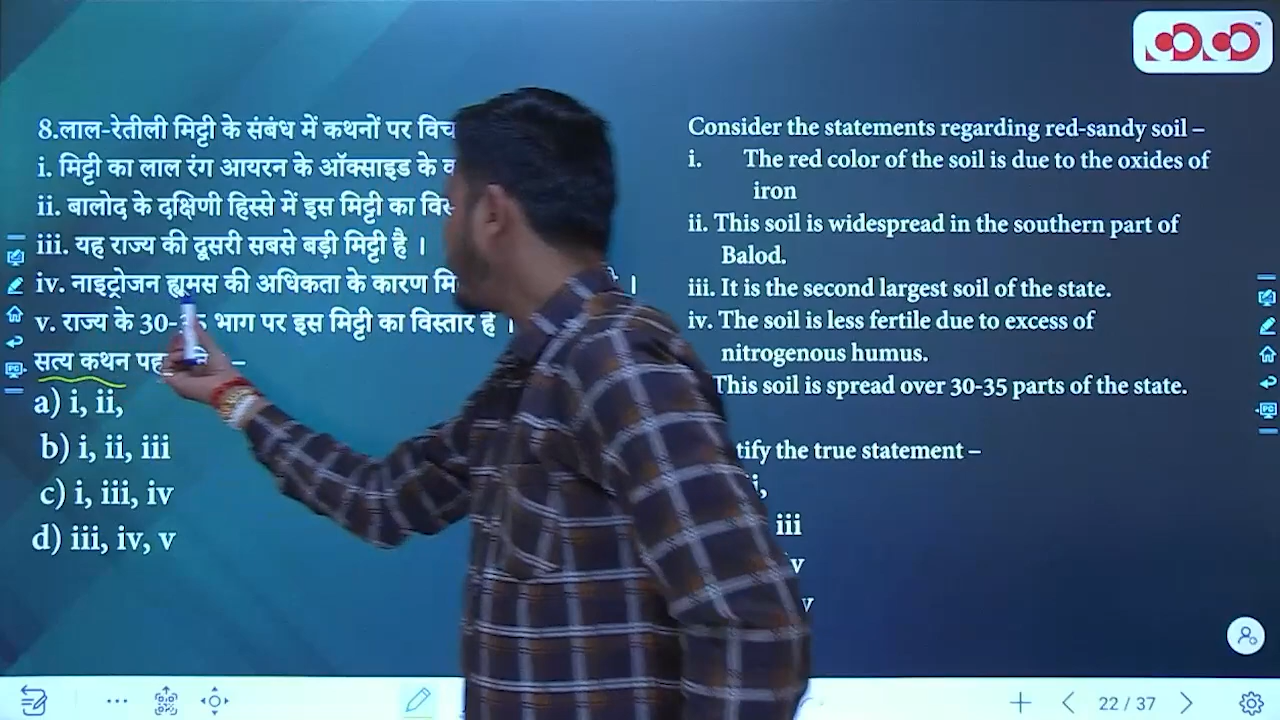 8.लाल-रेतीली मिट्टी के संबंध में कथनों पर
i. मिट्टी का लाल रंग आयरन के ऑक्साइड के
ii. बालोद के दक्षिणी हिस्से में इस मिट्टी का
iii. यह राज्य की दूसरी सबसे बड़ी मिट्टी है ।
iv. नाइट्रोजन ह्यूमस की अधिकता के कारण ।
v. राज्य के 30-35 भाग पर इस मिट्टी का विस्तार है ।
सत्य कथन –
a) i, ii,
b) i, ii, iii
c) i, iii, iv
d) iii, iv, v
Consider the statements regarding red-sandy soil –
i. The red color of the soil is due to the oxides of
iron
ii. This soil is widespread in the southern part of
Balod.
iii. It is the second largest soil of the state.
iv. The soil is less fertile due to excess of
nitrogenous humus.
This soil is spread over 30-35 parts of the state.
the true statement –
iii
22 / 37